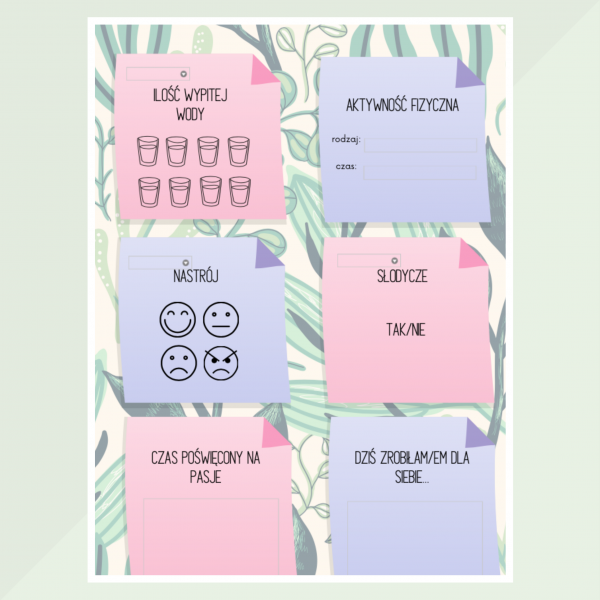 ILOŚĆ WYPITEJ
WODY
AKTYWNOŚĆ FIZYCZNA
rodzaj:
czas:
NASTRÓJ
SŁODYCZE
TAK/NIE
CZAS POŚWIĘCONY NA
PASJE
DZIŚ ZROBIŁAM/EM DLA
SIEBIE...